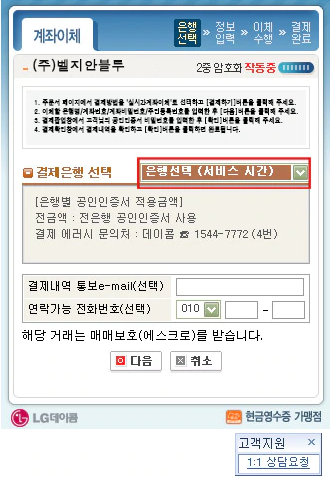 계좌이체
은행 선택 » 정보 입력 » 이체 수행 » 결제 완료
(주)벨지안블루
2중 암호화 작동중
1. 주문서 페이지에서 결제방법을 '실시간계좌이체'로 선택하고 [결제하기]버튼을 클릭해 주세요.
2. 이체할 은행명/계좌번호/계좌비밀번호/주민등록번호를 입력한 후 [다음]버튼을 클릭해 주세요.
3. 결제팝업창에서 고객님의 공인인증서 비밀번호를 입력한 후 [확인]버튼을 클릭해 주세요.
4. 결제확인창에서 결제내역을 확인하고 [확인]버튼을 클릭하면 완료됩니다.
결제은행 선택
은행선택 (서비스 시간)
[은행별 공인인증서 적용금액]
전금액 : 전은행 공인인증서 사용
결제 에러시 문의처 : 데이콤 ☎ 1544-7772 (4번)
결제내역 통보e-mail(선택)
연락가능 전화번호(선택) 010 -
해당 거래는 매매보호(에스크로)를 받습니다.
다음 취소
LG데이콤
현금영수증 가맹점
고객지원 ×
1:1 상담요청